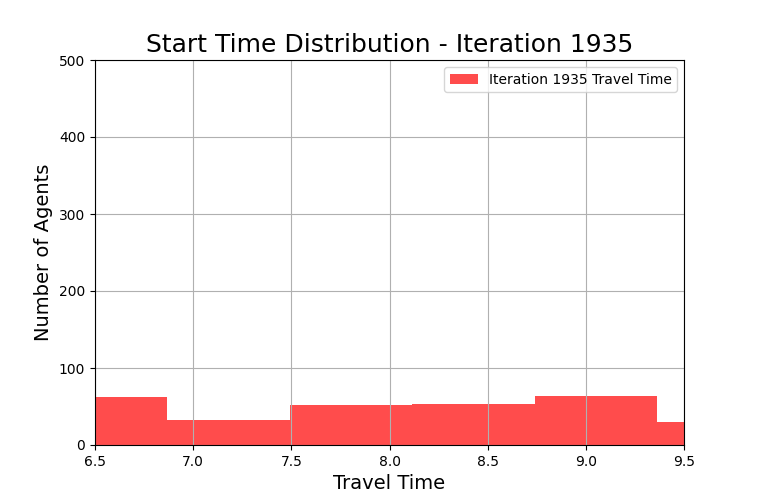 Start Time Distribution - Iteration 1935
500
400
300
200
100
0
Number of Agents
Iteration 1935 Travel Time
6.5 7.0 7.5 8.0 8.5 9.0 9.5
Travel Time